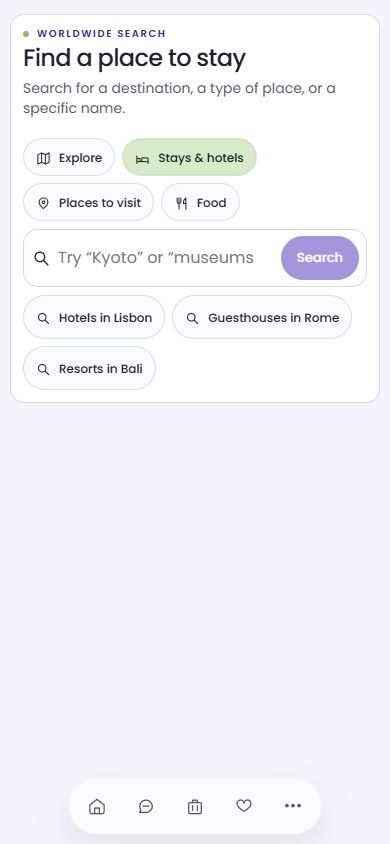 WORLDWIDE SEARCH
Find a place to stay
Search for a destination, a type of place, or a
specific name.
Explore
Stays & hotels
Places to visit
Food
Try “Kyoto” or “museums
Search
Hotels in Lisbon
Guesthouses in Rome
Resorts in Bali